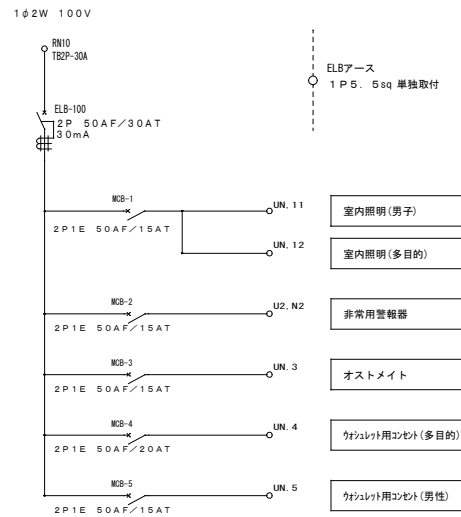 1φ2W 100V
RN10
TB2P-30A
ELBアース
1P5. 5sq 単独取付
ELB-100
2P 50AF/30AT
30mA
MCB-1
2P1E 50AF/15AT
UN, 11
室内照明(男子)
UN, 12
室内照明(多目的)
MCB-2
2P1E 50AF/15AT
U2, N2
非常用警報器
MCB-3
2P1E 50AF/15AT
UN. 3
オストメイト
MCB-4
2P1E 50AF/20AT
UN. 4
ウォシュレット用コンセント(多目的)
MCB-5
2P1E 50AF/15AT
UN. 5
ウォシュレット用コンセント(男性)